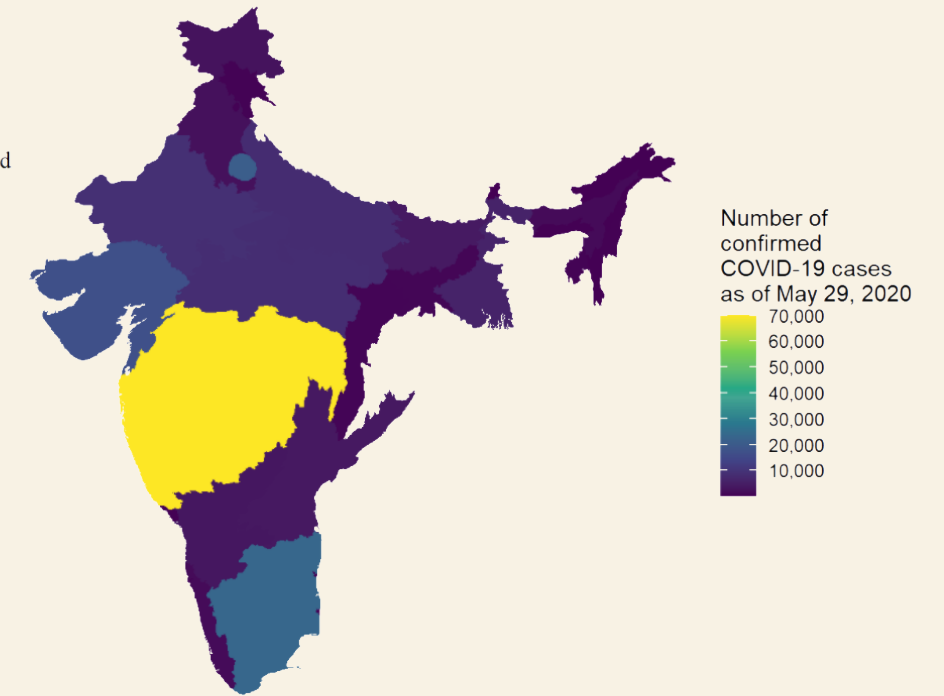 d
Number of
confirmed
COVID-19 cases
as of May 29, 2020
70,000
60,000
50,000
40,000
30,000
20,000
10,000